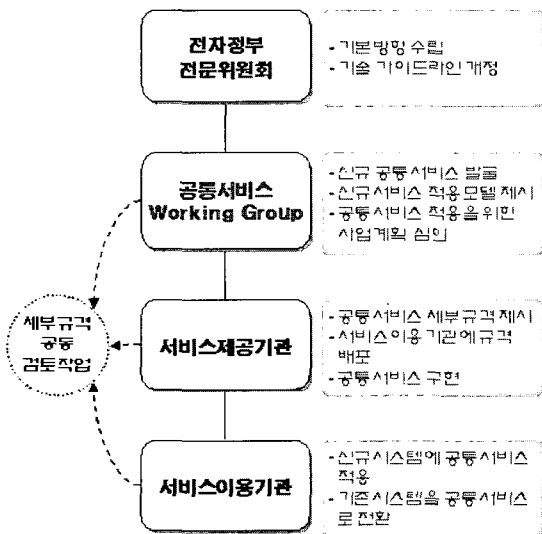 전자정부
전문위원회
- 기본방향 수립
- 기술 가이드라인 개정
공통서비스
Working Group
- 신규 공통서비스 발굴
- 신규서비스 적용모델 제시
- 공통서비스 적용을 위한
사업계획 심인
세부규격
공동
검토작업
서비스제공기관
- 공통서비스 세부규격 제시
- 서비스이용기관에 규격
배포
- 공통서비스 구현
서비스이용기관
- 신규시스템에 공통서비스
적용
- 기존시스템을 공통서비스
로 전환